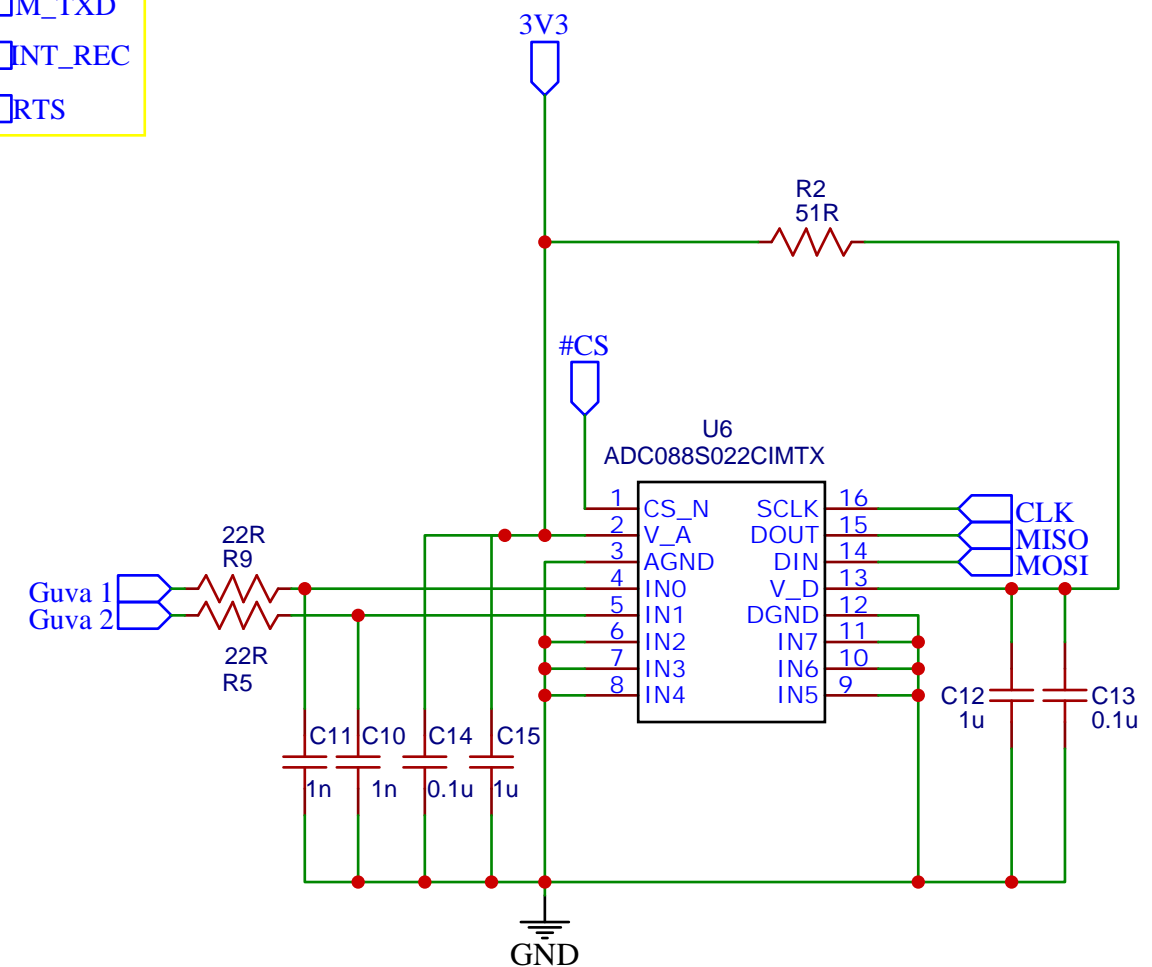 M_TXD
INT_REC
RTS
3V3
R2
51R
#CS
U6
ADC088S022CIMTX
1 CS_N SCLK 16 CLK
2 V_A DOUT 15 MISO
3 AGND DIN 14 MOSI
4 IN0 V_D 13
5 IN1 DGND 12
6 IN2 IN7 11
7 IN3 IN6 10
8 IN4 IN5 9
22R
R9
Guva 1
Guva 2
22R
R5
C11
1n
C10
1n
C14
0.1u
C15
1u
C12
1u
C13
0.1u
GND